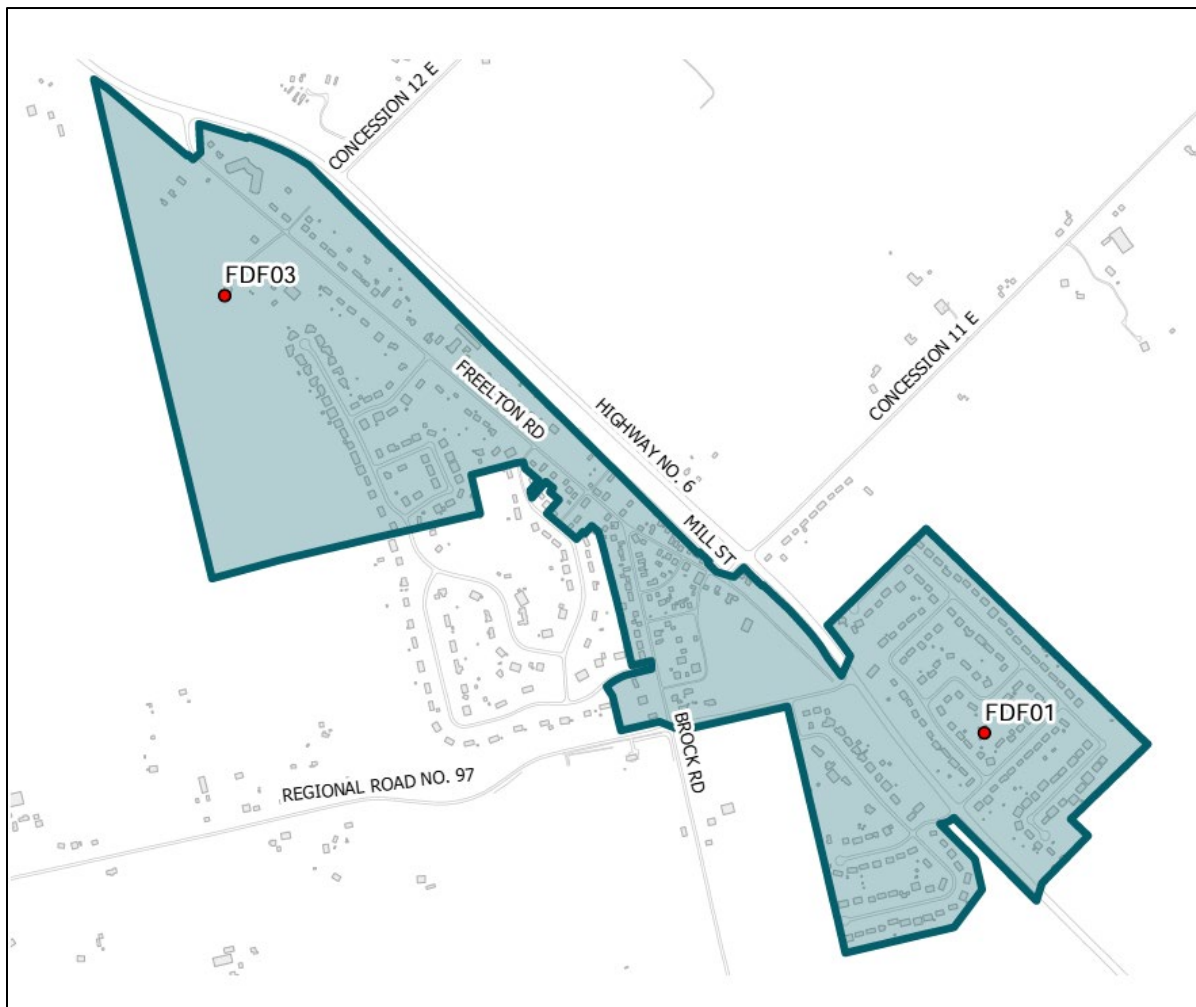 CONCESSION 12 E
FDF03
FREELTON RD
HIGHWAY NO. 6
CONCESSION 11 E
MILL ST
FDF01
BROCK RD
REGIONAL ROAD NO. 97